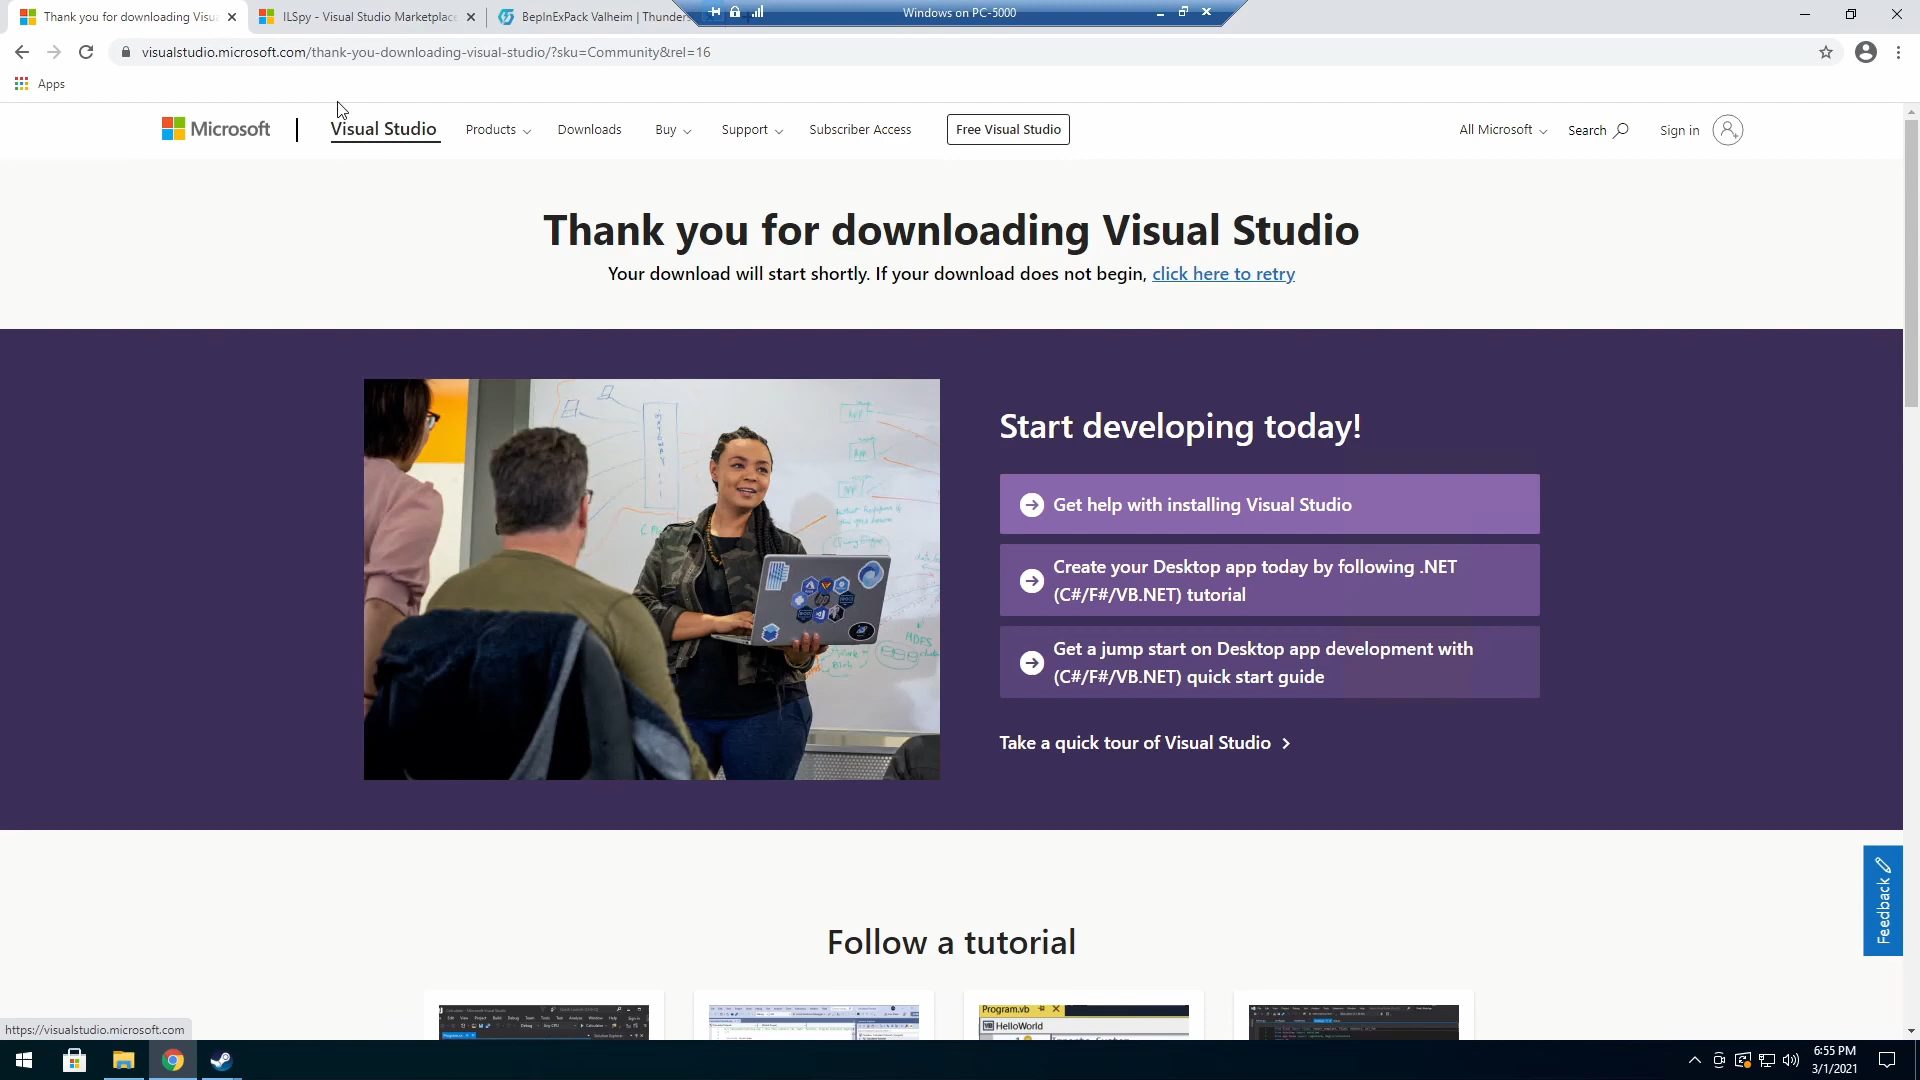 Thank you for downloading Visu
ILSpy - Visual Studio Marketplace
BepInExPack Valheim | Thunders
Windows on PC-5000
visualstudio.microsoft.com/thank-you-downloading-visual-studio/?sku=Community&rel=16
Apps
Microsoft
Visual Studio
Products
Downloads
Buy
Support
Subscriber Access
Free Visual Studio
All Microsoft
Search
Sign in
Thank you for downloading Visual Studio
Your download will start shortly. If your download does not begin, click here to retry
Start developing today!
Get help with installing Visual Studio
Create your Desktop app today by following .NET
(C#/F#/VB.NET) tutorial
Get a jump start on Desktop app development with
(C#/F#/VB.NET) quick start guide
Take a quick tour of Visual Studio
Feedback
Follow a tutorial
Program.vb
HelloWorld
https://visualstudio.microsoft.com
6:55 PM
3/1/2021